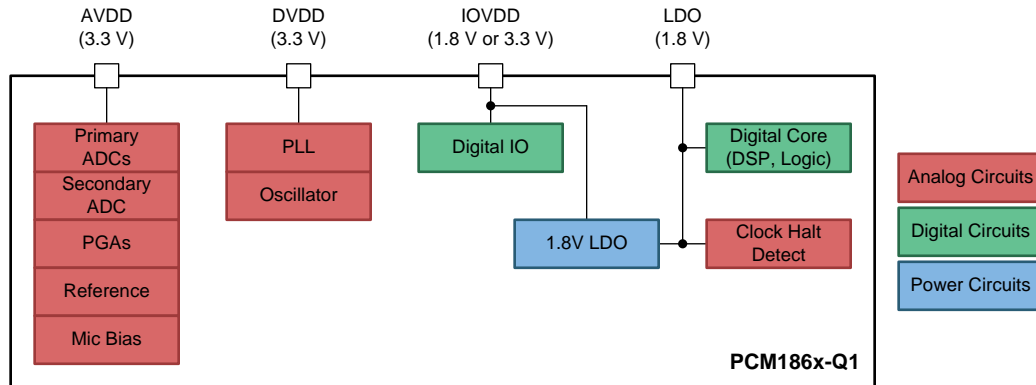 AVDD
(3.3 V)
DVDD
(3.3 V)
IOVDD
(1.8 V or 3.3 V)
LDO
(1.8 V)
Primary
ADCs
Secondary
ADC
PGAs
Reference
Mic Bias
PLL
Oscillator
Digital IO
1.8V LDO
Digital Core
(DSP, Logic)
Clock Halt
Detect
PCM186x-Q1
Analog Circuits
Digital Circuits
Power Circuits